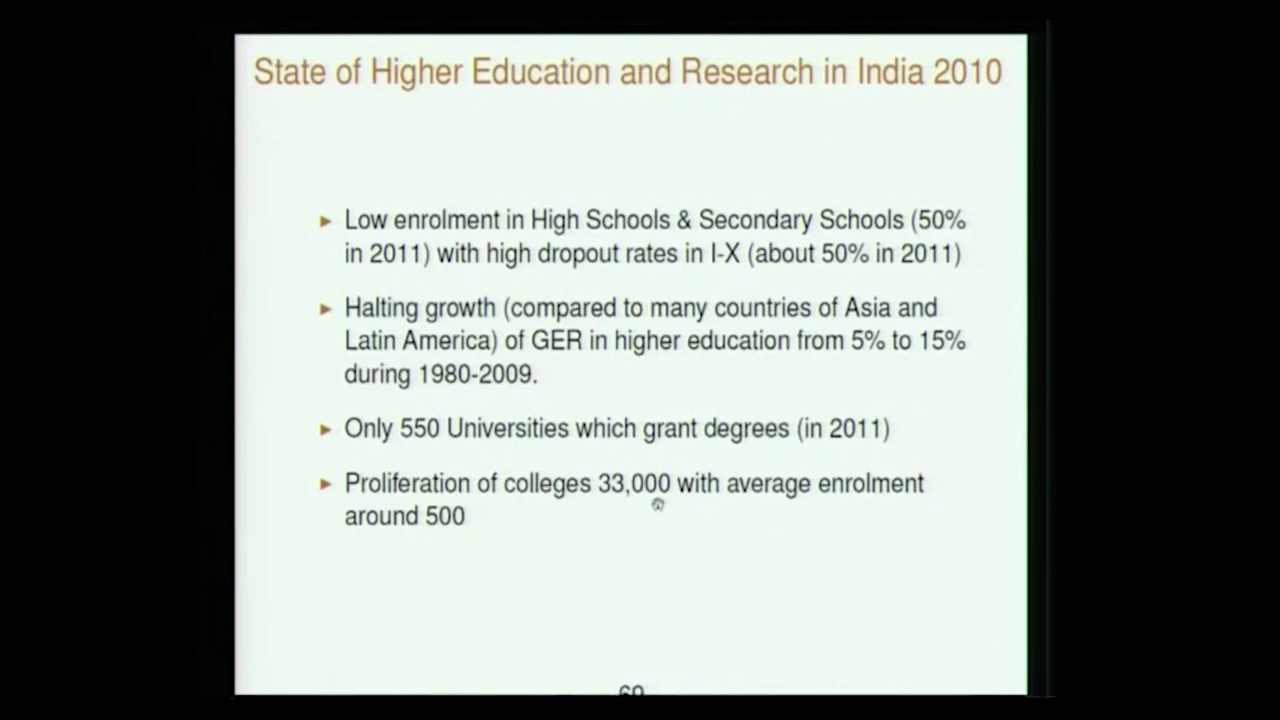 State of Higher Education and Research in India 2010
► Low enrolment in High Schools & Secondary Schools (50%
in 2011) with high dropout rates in I-X (about 50% in 2011)
► Halting growth (compared to many countries of Asia and
Latin America) of GER in higher education from 5% to 15%
during 1980-2009.
► Only 550 Universities which grant degrees (in 2011)
► Proliferation of colleges 33,000 with average enrolment
around 500